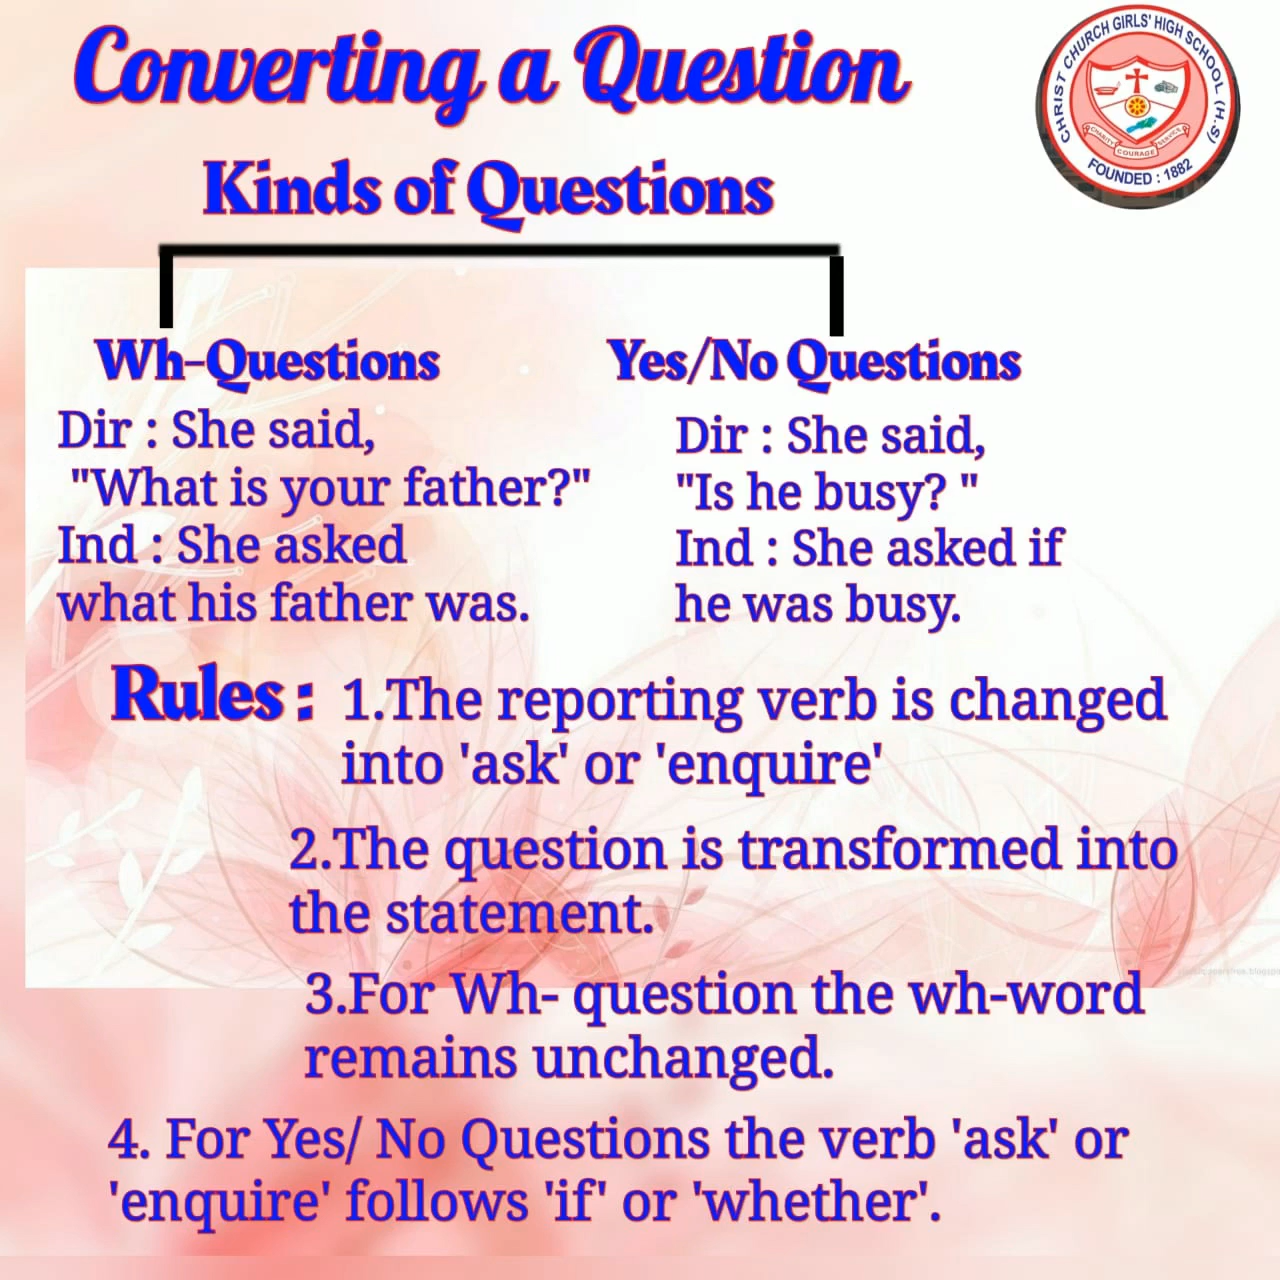 Converting a Question
CHRIST CHURCH GIRLS' HIGH SCHOOL (H.S)
CHARITY COURAGE SERVICE
FOUNDED : 1882
Kinds of Questions
Wh-Questions
Dir : She said,
"What is your father?"
Ind : She asked
what his father was.
Yes/No Questions
Dir : She said,
"Is he busy? "
Ind : She asked if
he was busy.
Rules : 1.The reporting verb is changed
into 'ask' or 'enquire'
2.The question is transformed into
the statement.
3.For Wh- question the wh-word
remains unchanged.
4. For Yes/ No Questions the verb 'ask' or
'enquire' follows 'if' or 'whether'.